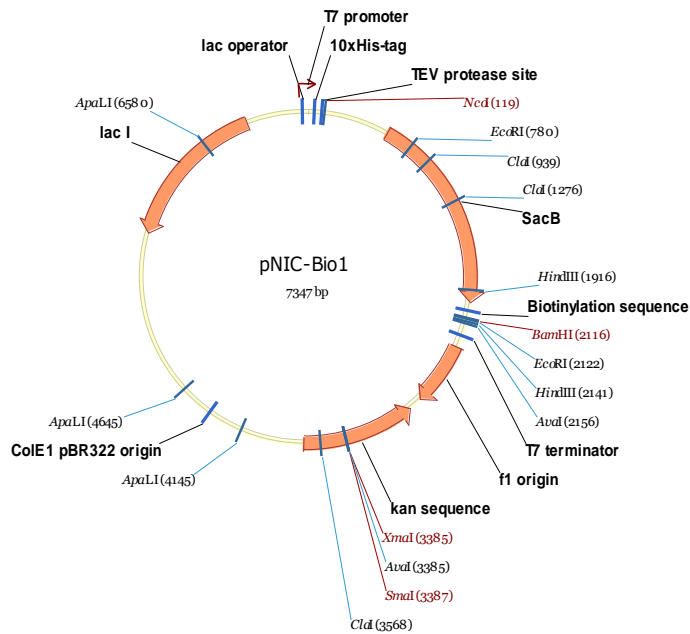 T7 promoter
lac operator
10xHis-tag
TEV protease site
NcoI (119)
ApaLI (6580)
lac I
EcoRI (780)
ClaI (939)
ClaI (1276)
SacB
pNIC-Bio1
7347 bp
HindIII (1916)
Biotinylation sequence
BamHI (2116)
EcoRI (2122)
HindIII (2141)
AvaI (2156)
ApaLI (4645)
ColE1 pBR322 origin
T7 terminator
ApaLI (4145)
f1 origin
kan sequence
XmaI (3385)
AvaI (3385)
SmaI (3387)
ClaI (3568)